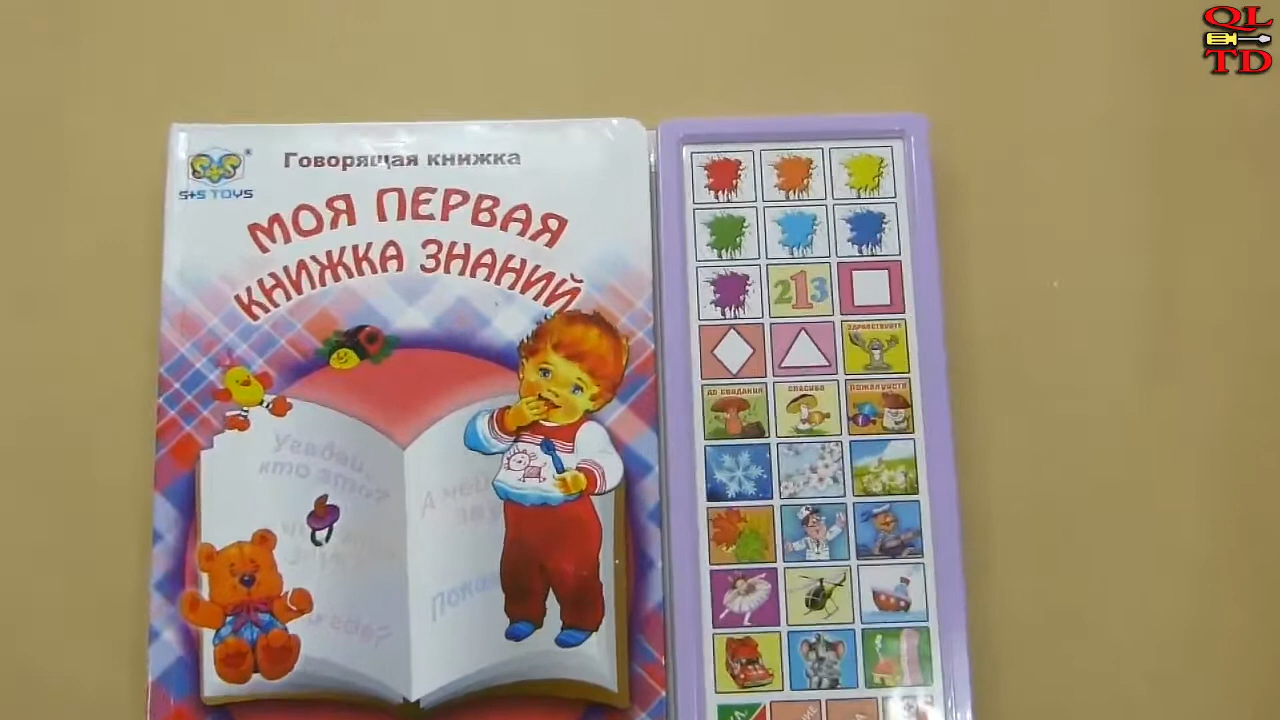 QL
TD
S+S
S+S TOYS
Говорящая книжка
МОЯ ПЕРВАЯ
КНИЖКА ЗНАНИЙ
213
ЗДРАВСТВУЙТЕ
ДО СВИДАНИЯ
СПАСИБО
ПОЖАЛУЙСТА
Угадай,
кто это?